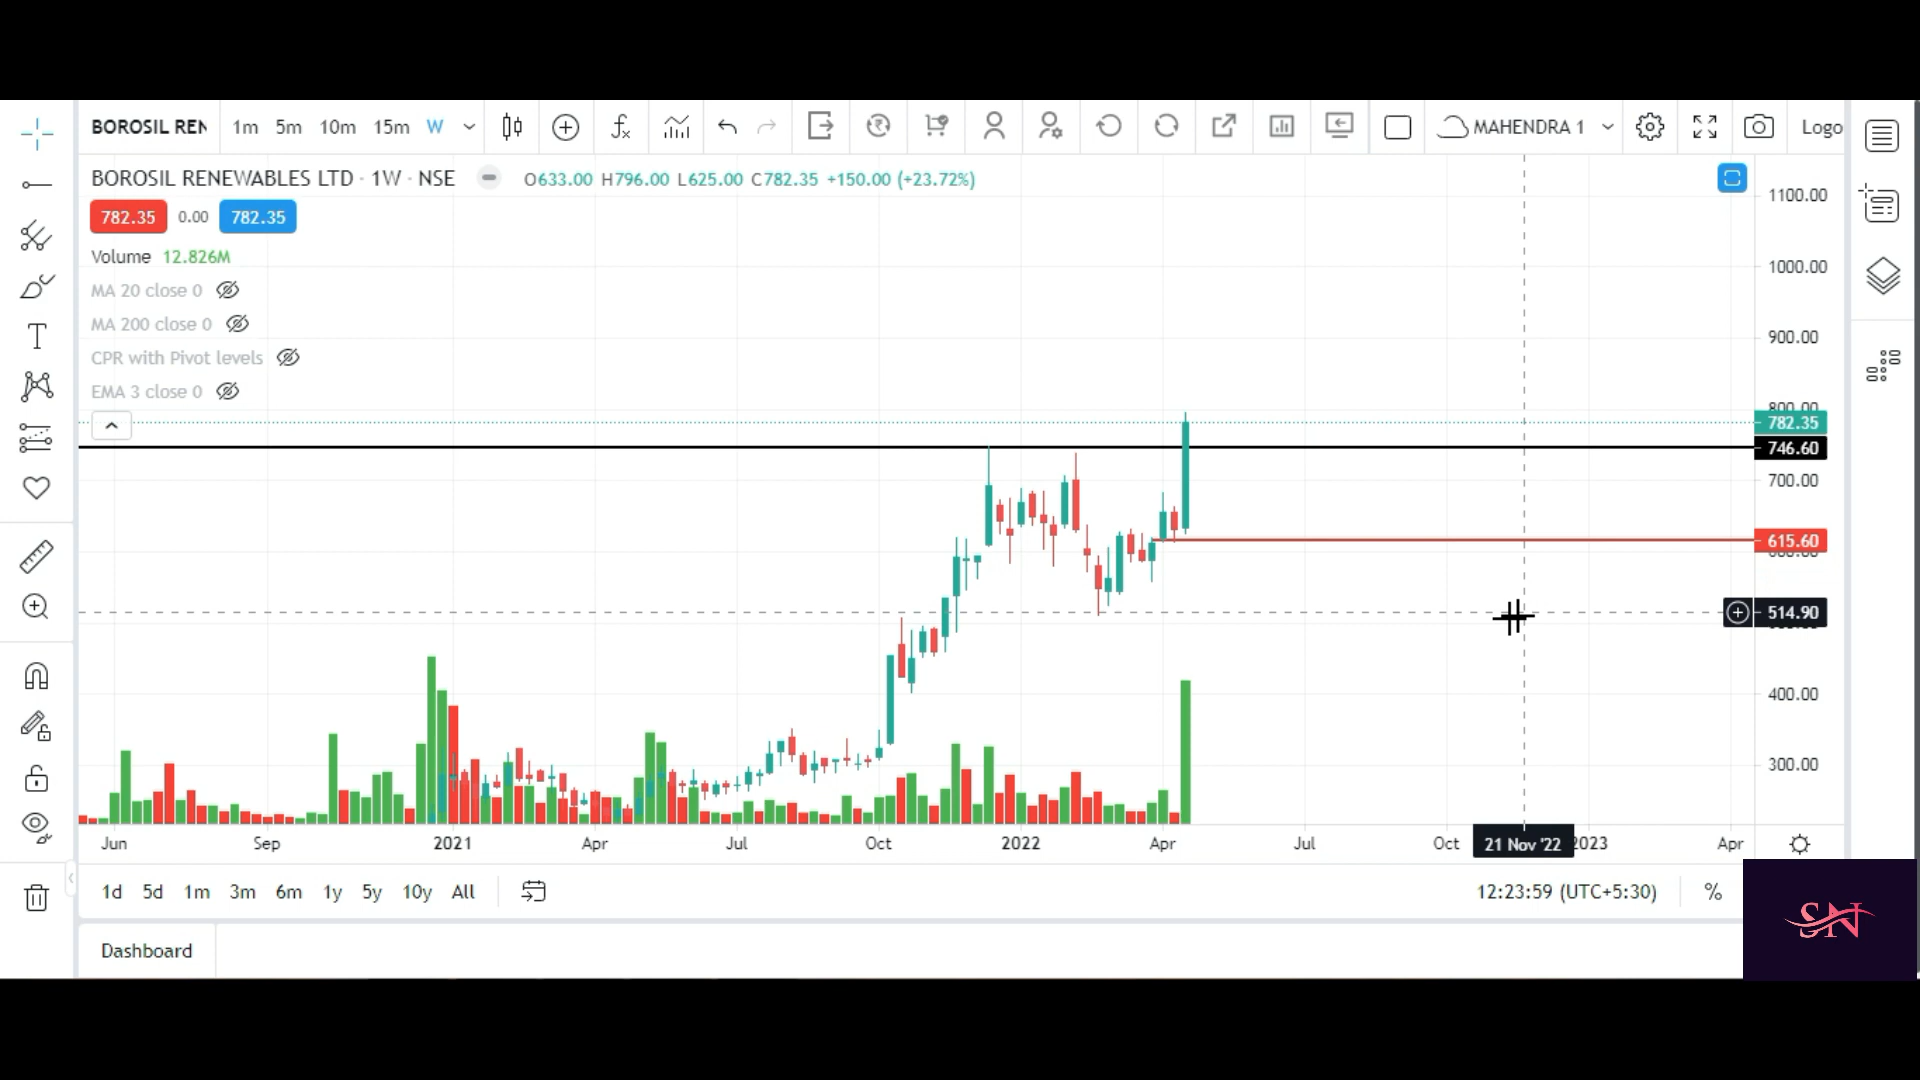 BOROSIL REN 1m 5m 10m 15m W MAHENDRA 1 Logo
BOROSIL RENEWABLES LTD · 1W · NSE O633.00 H796.00 L625.00 C782.35 +150.00 (+23.72%)
782.35 0.00 782.35
Volume 12.826M
MA 20 close 0
MA 200 close 0
CPR with Pivot levels
EMA 3 close 0
1100.00
1000.00
900.00
800.00
782.35
746.60
700.00
615.60
600.00
514.90
400.00
300.00
Jun Sep 2021 Apr Jul Oct 2022 Apr Jul Oct 21 Nov '22 2023 Apr
1d 5d 1m 3m 6m 1y 5y 10y All 12:23:59 (UTC+5:30) %
Dashboard
SN